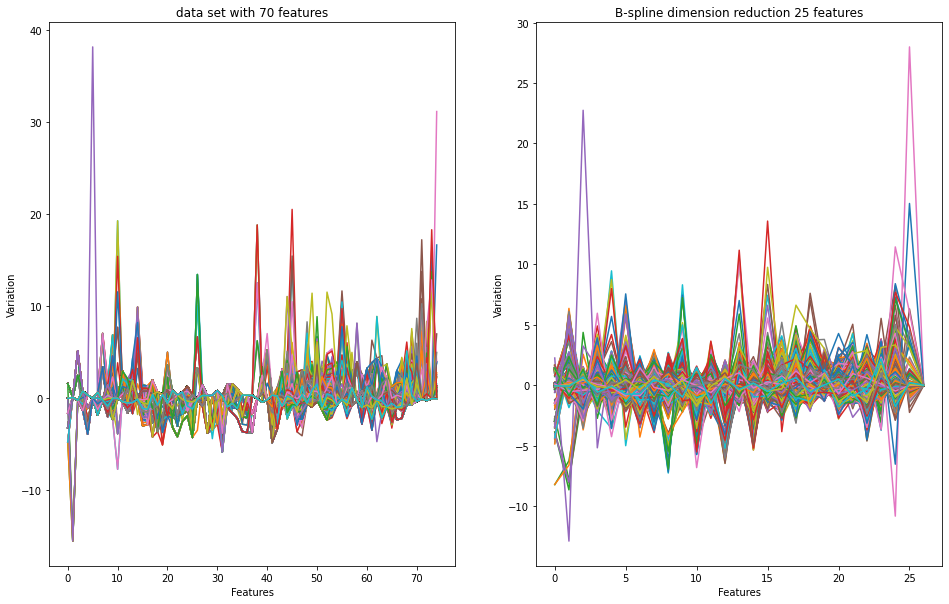 data set with 70 features
40
30
20
10
0
−10
Variation
0 10 20 30 40 50 60 70
Features
B-spline dimension reduction 25 features
30
25
20
15
10
5
0
−5
−10
Variation
0 5 10 15 20 25
Features